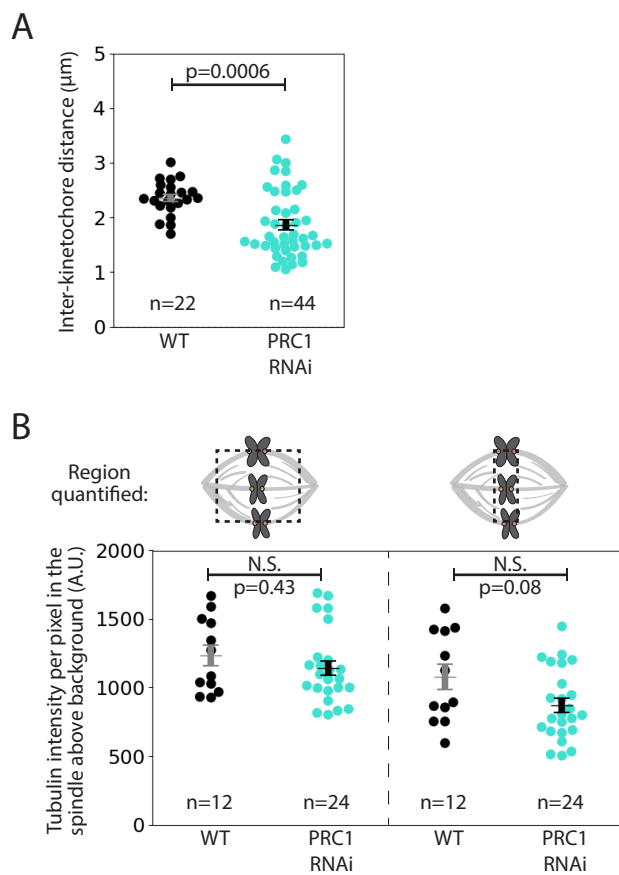 A
Inter-kinetochore distance (μm)
5
4
3
2
1
0
p=0.0006
n=22
n=44
WT
PRC1
RNAi
B
Region
quantified:
Tubulin intensity per pixel in the
spindle above background (A.U.)
2000
1500
1000
500
0
N.S.
p=0.43
N.S.
p=0.08
n=12
n=24
n=12
n=24
WT
PRC1
RNAi
WT
PRC1
RNAi